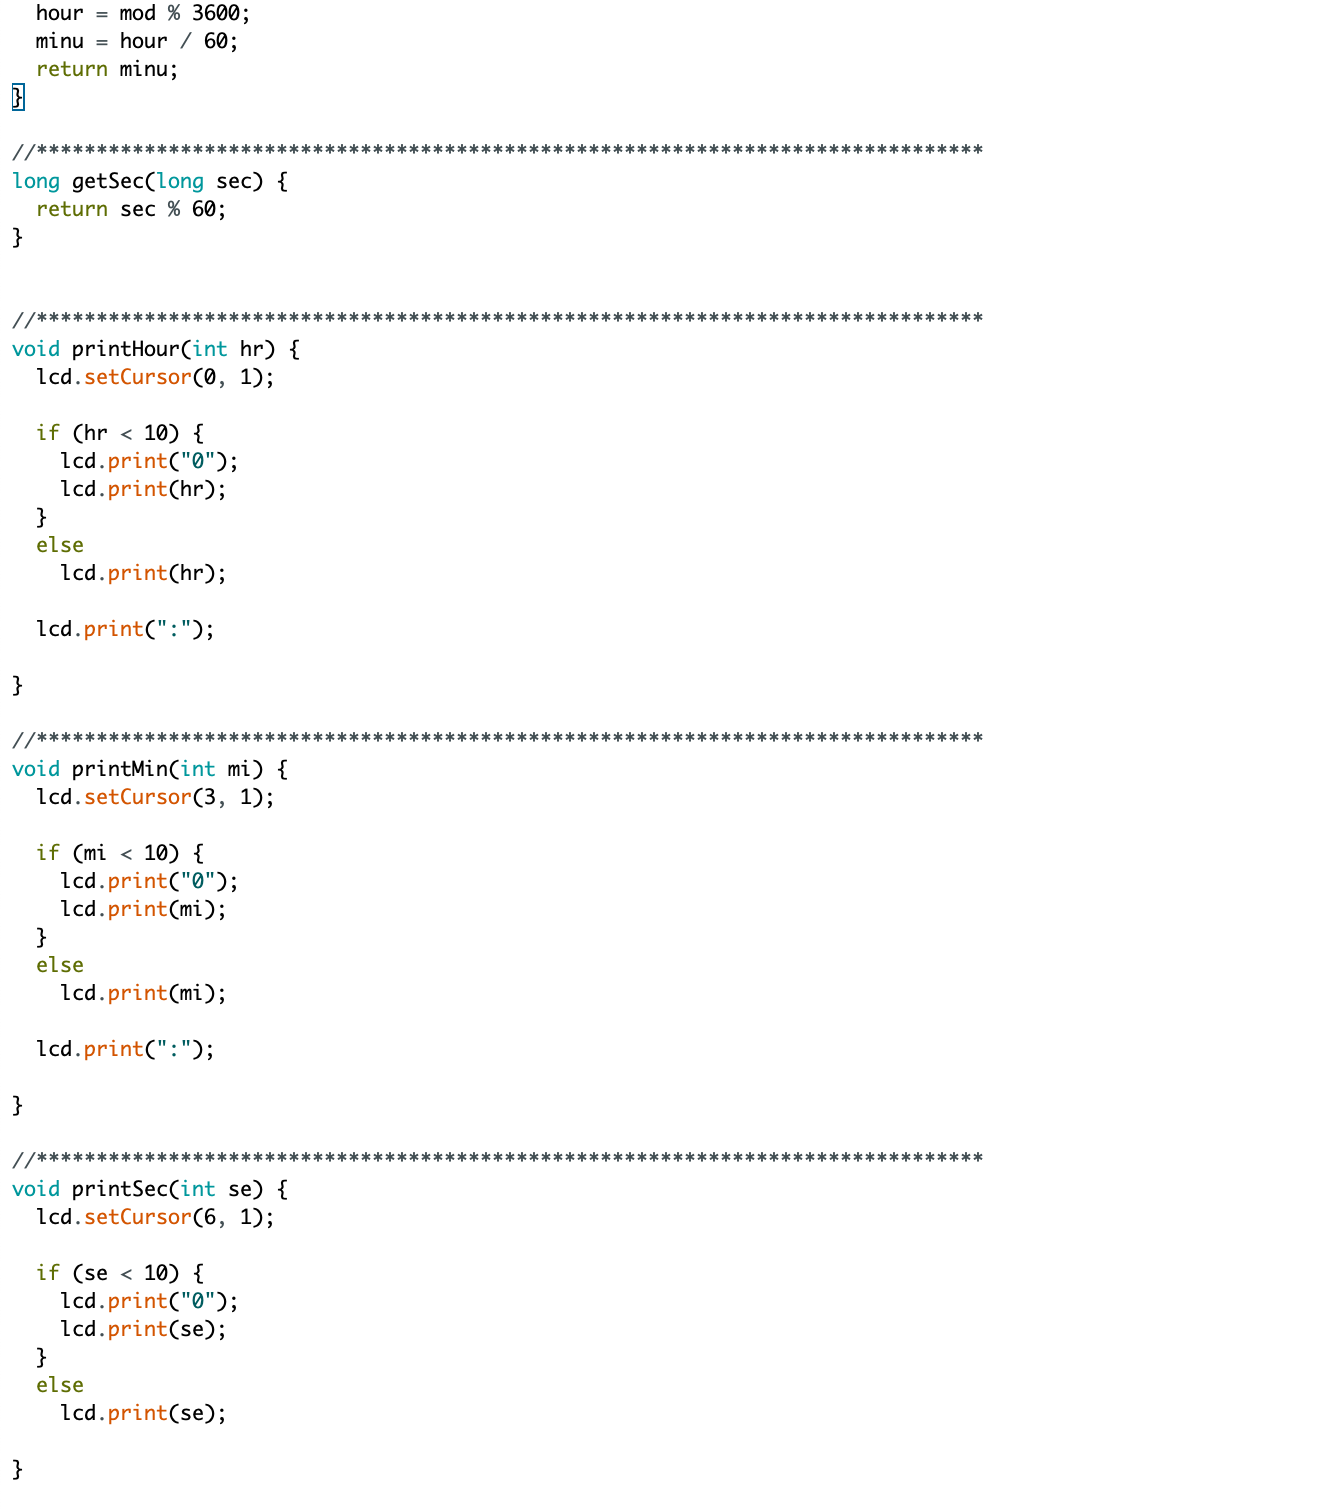 hour = mod % 3600;
minu = hour / 60;
return minu;
}
//*******************************************************************************
long getSec(long sec) {
return sec % 60;
}
//*******************************************************************************
void printHour(int hr) {
lcd.setCursor(0, 1);
if (hr < 10) {
lcd.print("0");
lcd.print(hr);
}
else
lcd.print(hr);
lcd.print(":");
}
//*******************************************************************************
void printMin(int mi) {
lcd.setCursor(3, 1);
if (mi < 10) {
lcd.print("0");
lcd.print(mi);
}
else
lcd.print(mi);
lcd.print(":");
}
//*******************************************************************************
void printSec(int se) {
lcd.setCursor(6, 1);
if (se < 10) {
lcd.print("0");
lcd.print(se);
}
else
lcd.print(se);
}